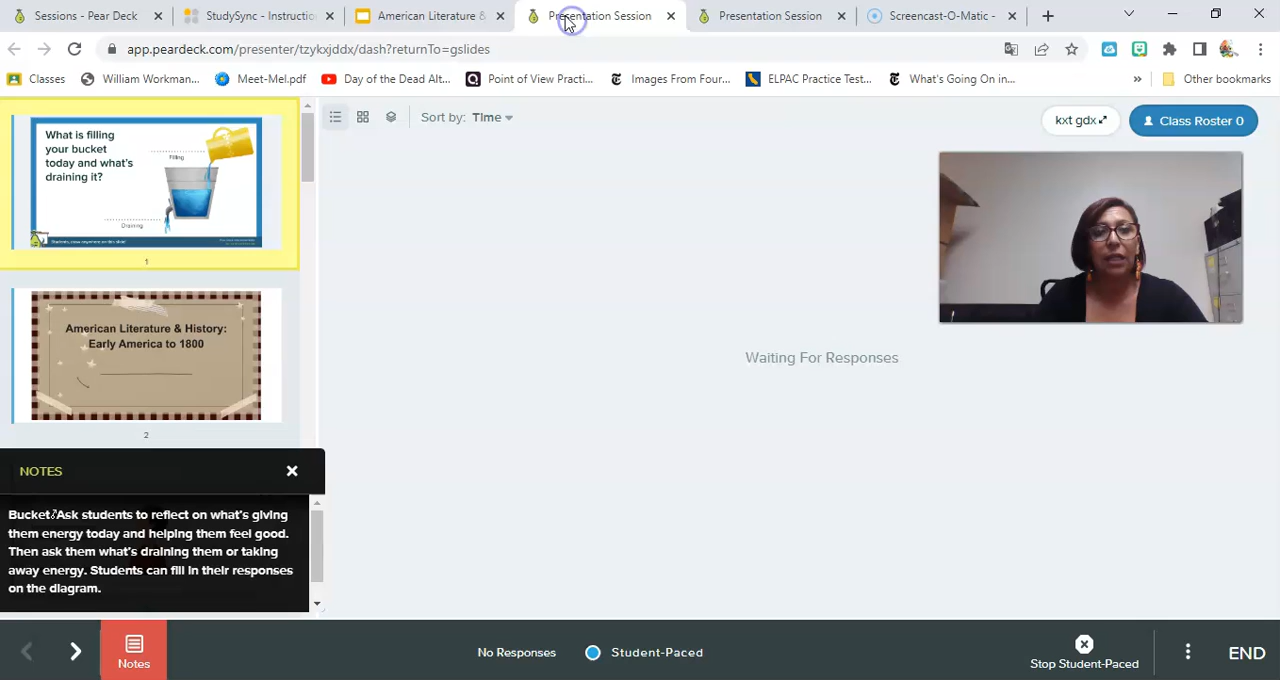 Sessions - Pear Deck
StudySync - Instructio
American Literature &
Presentation Session
Presentation Session
Screencast-O-Matic -
app.peardeck.com/presenter/tzykxjddx/dash?returnTo=gslides
Classes
William Workman...
Meet-Mel!.pdf
Day of the Dead Alt...
Point of View Practi...
Images From Four...
ELPAC Practice Test...
What's Going On in...
»
Other bookmarks
Sort by: Time
kxt gdx
Class Roster 0
What is filling
your bucket
today and what's
draining it?
Filling
Draining
Students, draw anywhere on this slide!
1
American Literature & History:
Early America to 1800
2
Waiting For Responses
NOTES
Bucket: Ask students to reflect on what's giving
them energy today and helping them feel good.
Then ask them what's draining them or taking
away energy. Students can fill in their responses
on the diagram.
Notes
No Responses
Student-Paced
Stop Student-Paced
END